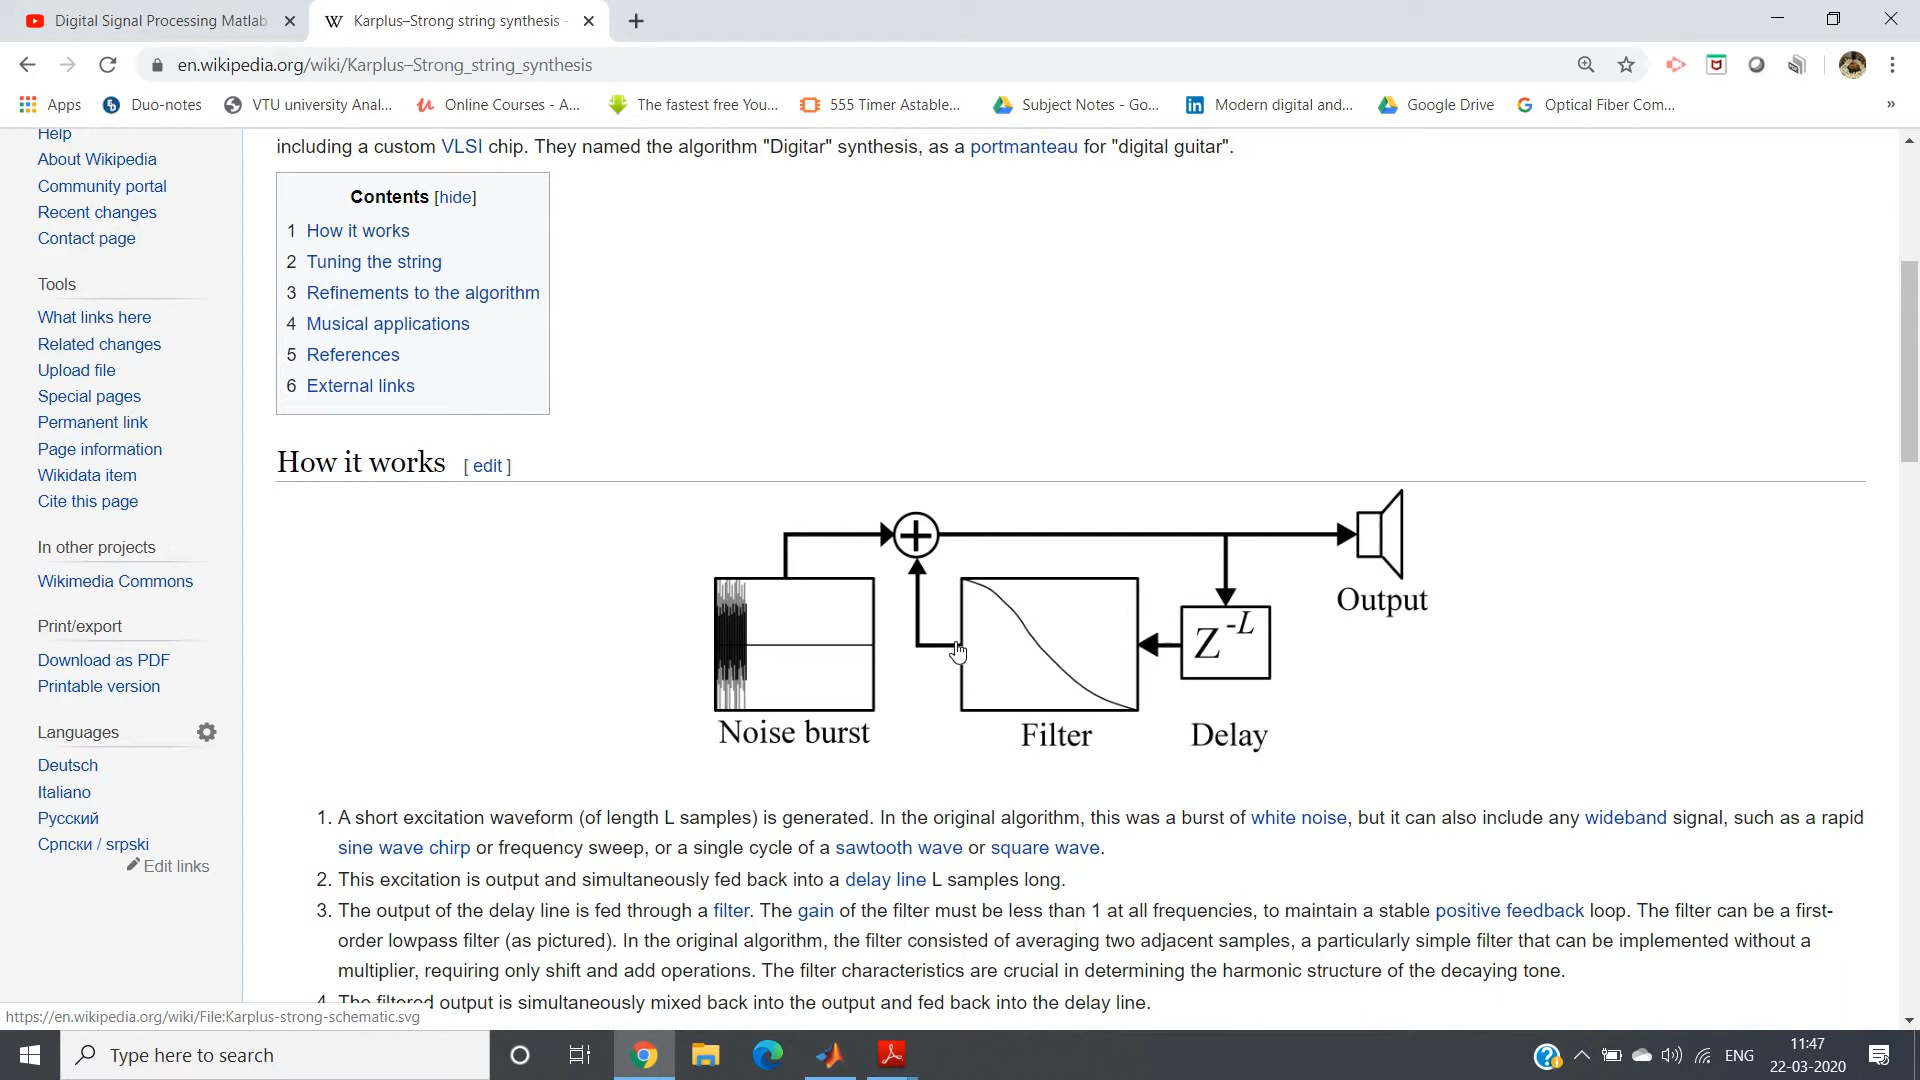 Digital Signal Processing Matlab
Karplus–Strong string synthesis -
en.wikipedia.org/wiki/Karplus–Strong_string_synthesis
Apps Duo-notes VTU university Anal... Online Courses - A... The fastest free You... 555 Timer Astable... Subject Notes - Go... Modern digital and... Google Drive Optical Fiber Com... »
Help
About Wikipedia
Community portal
Recent changes
Contact page
Tools
What links here
Related changes
Upload file
Special pages
Permanent link
Page information
Wikidata item
Cite this page
In other projects
Wikimedia Commons
Print/export
Download as PDF
Printable version
Languages
Deutsch
Italiano
Русский
Српски / srpski
Edit links
including a custom VLSI chip. They named the algorithm "Digitar" synthesis, as a portmanteau for "digital guitar".
Contents [hide]
1 How it works
2 Tuning the string
3 Refinements to the algorithm
4 Musical applications
5 References
6 External links
How it works [ edit ]
Output
Z^-L
Noise burst
Filter
Delay
1. A short excitation waveform (of length L samples) is generated. In the original algorithm, this was a burst of white noise, but it can also include any wideband signal, such as a rapid
sine wave chirp or frequency sweep, or a single cycle of a sawtooth wave or square wave.
2. This excitation is output and simultaneously fed back into a delay line L samples long.
3. The output of the delay line is fed through a filter. The gain of the filter must be less than 1 at all frequencies, to maintain a stable positive feedback loop. The filter can be a first-
order lowpass filter (as pictured). In the original algorithm, the filter consisted of averaging two adjacent samples, a particularly simple filter that can be implemented without a
multiplier, requiring only shift and add operations. The filter characteristics are crucial in determining the harmonic structure of the decaying tone.
4. The filtered output is simultaneously mixed back into the output and fed back into the delay line.
https://en.wikipedia.org/wiki/File:Karplus-strong-schematic.svg
Type here to search
ENG
11:47
22-03-2020